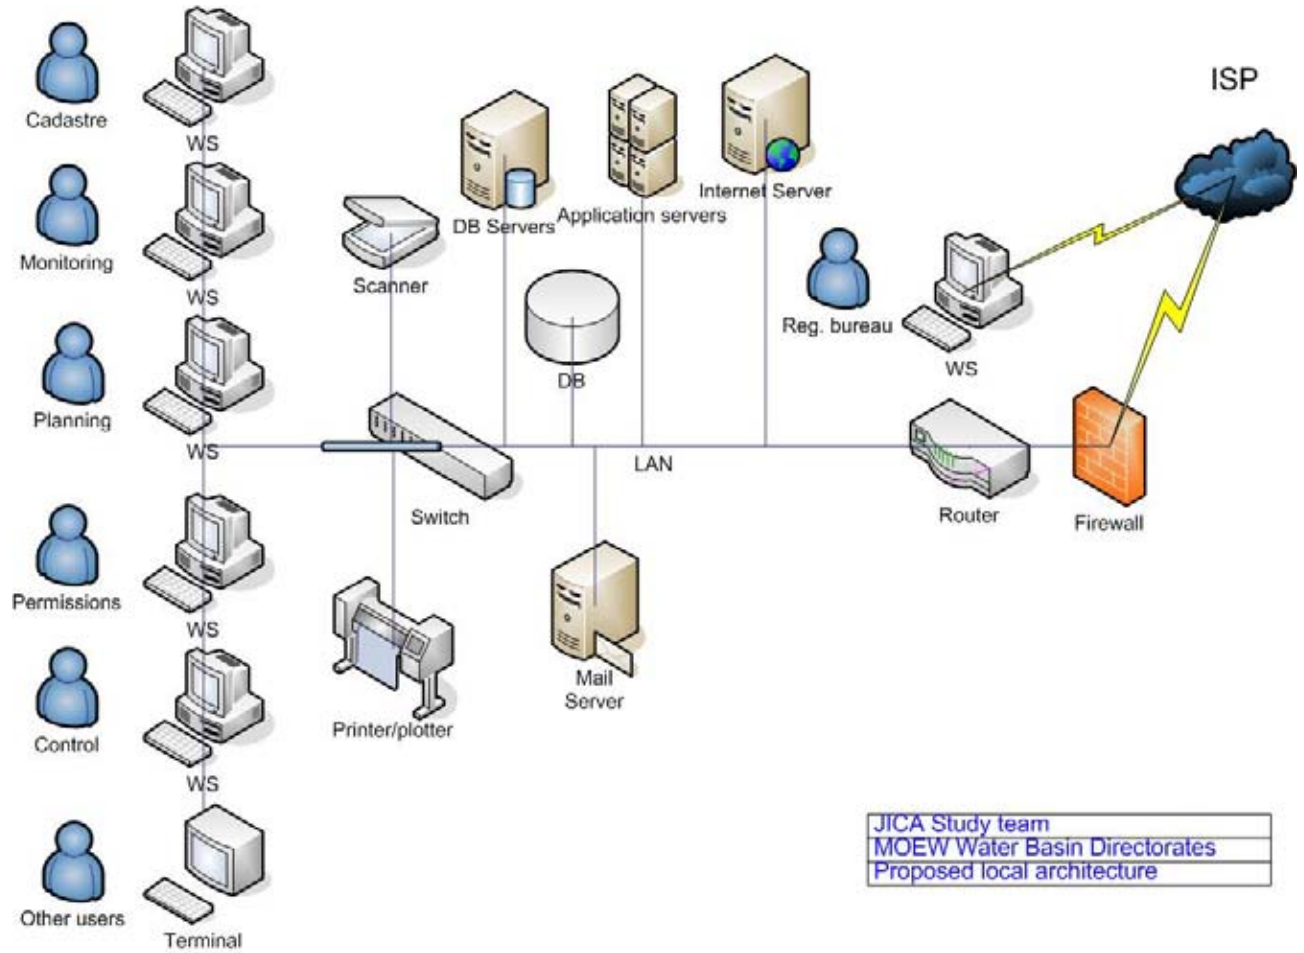 ISP
Cadastre
WS
Monitoring
WS
Planning
WS
Permissions
WS
Control
WS
Other users
Terminal
Scanner
DB Servers
Application servers
Internet Server
DB
Reg. bureau
WS
Switch
LAN
Router
Firewall
Printer/plotter
Mail
Server
JICA Study team
MOEW Water Basin Directorates
Proposed local architecture